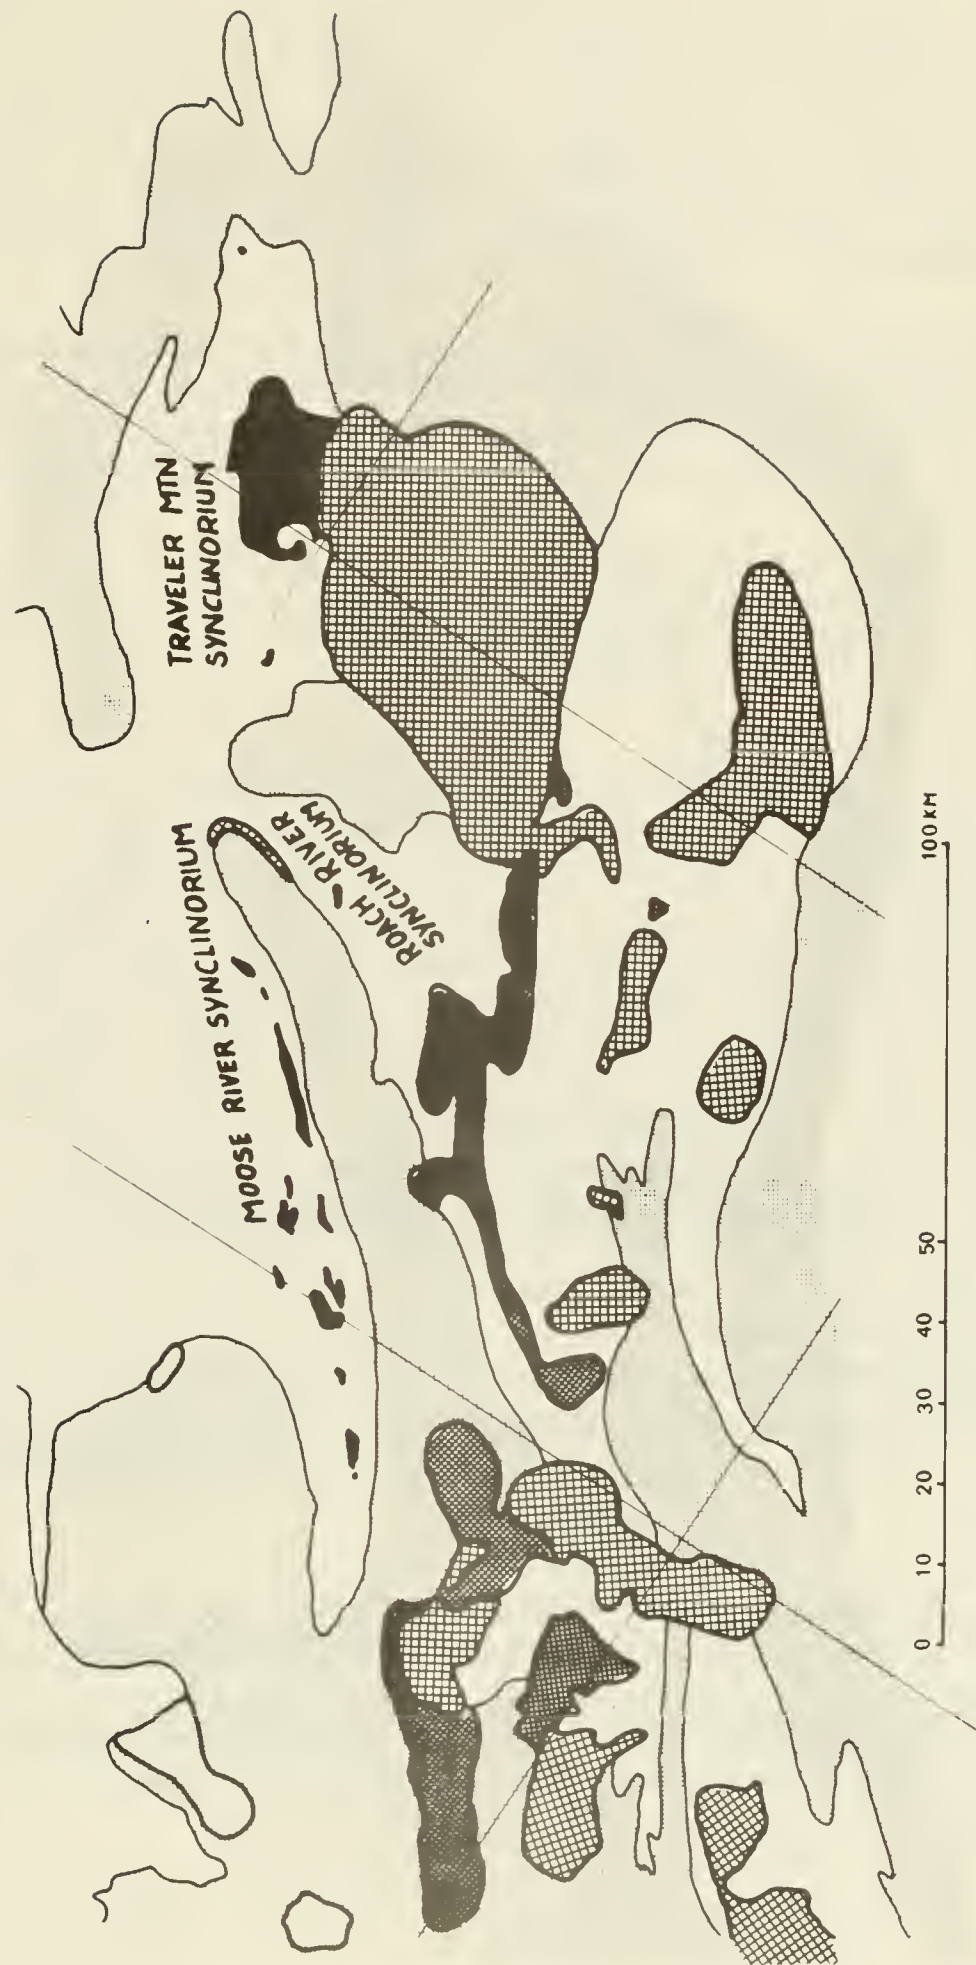 TRAVELER MTN
SYNCLINORIUM
ROACH RIVER
SYNCLINORIUM
MOOSE RIVER SYNCLINORIUM
0 10 20 30 40 50 100 KM